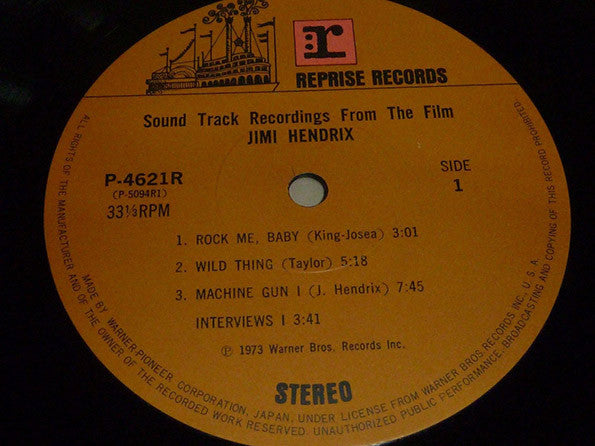 r
REPRISE RECORDS
Sound Track Recordings From The Film
JIMI HENDRIX
P-4621R
(P-5094R1)
33⅓RPM
SIDE
1
1. ROCK ME, BABY (King-Josea) 3:01
2. WILD THING (Taylor) 5:18
3. MACHINE GUN I (J. Hendrix) 7:45
INTERVIEWS I 3:41
℗ 1973 Warner Bros. Records Inc.
STEREO
MADE BY WARNER-PIONEER CORPORATION, JAPAN, UNDER LICENSE FROM WARNER BROS. RECORDS INC., U.S.A.
ALL RIGHTS OF THE MANUFACTURER AND OF THE OWNER OF THE RECORDED WORK RESERVED. UNAUTHORIZED PUBLIC PERFORMANCE, BROADCASTING AND COPYING OF THIS RECORD PROHIBITED.